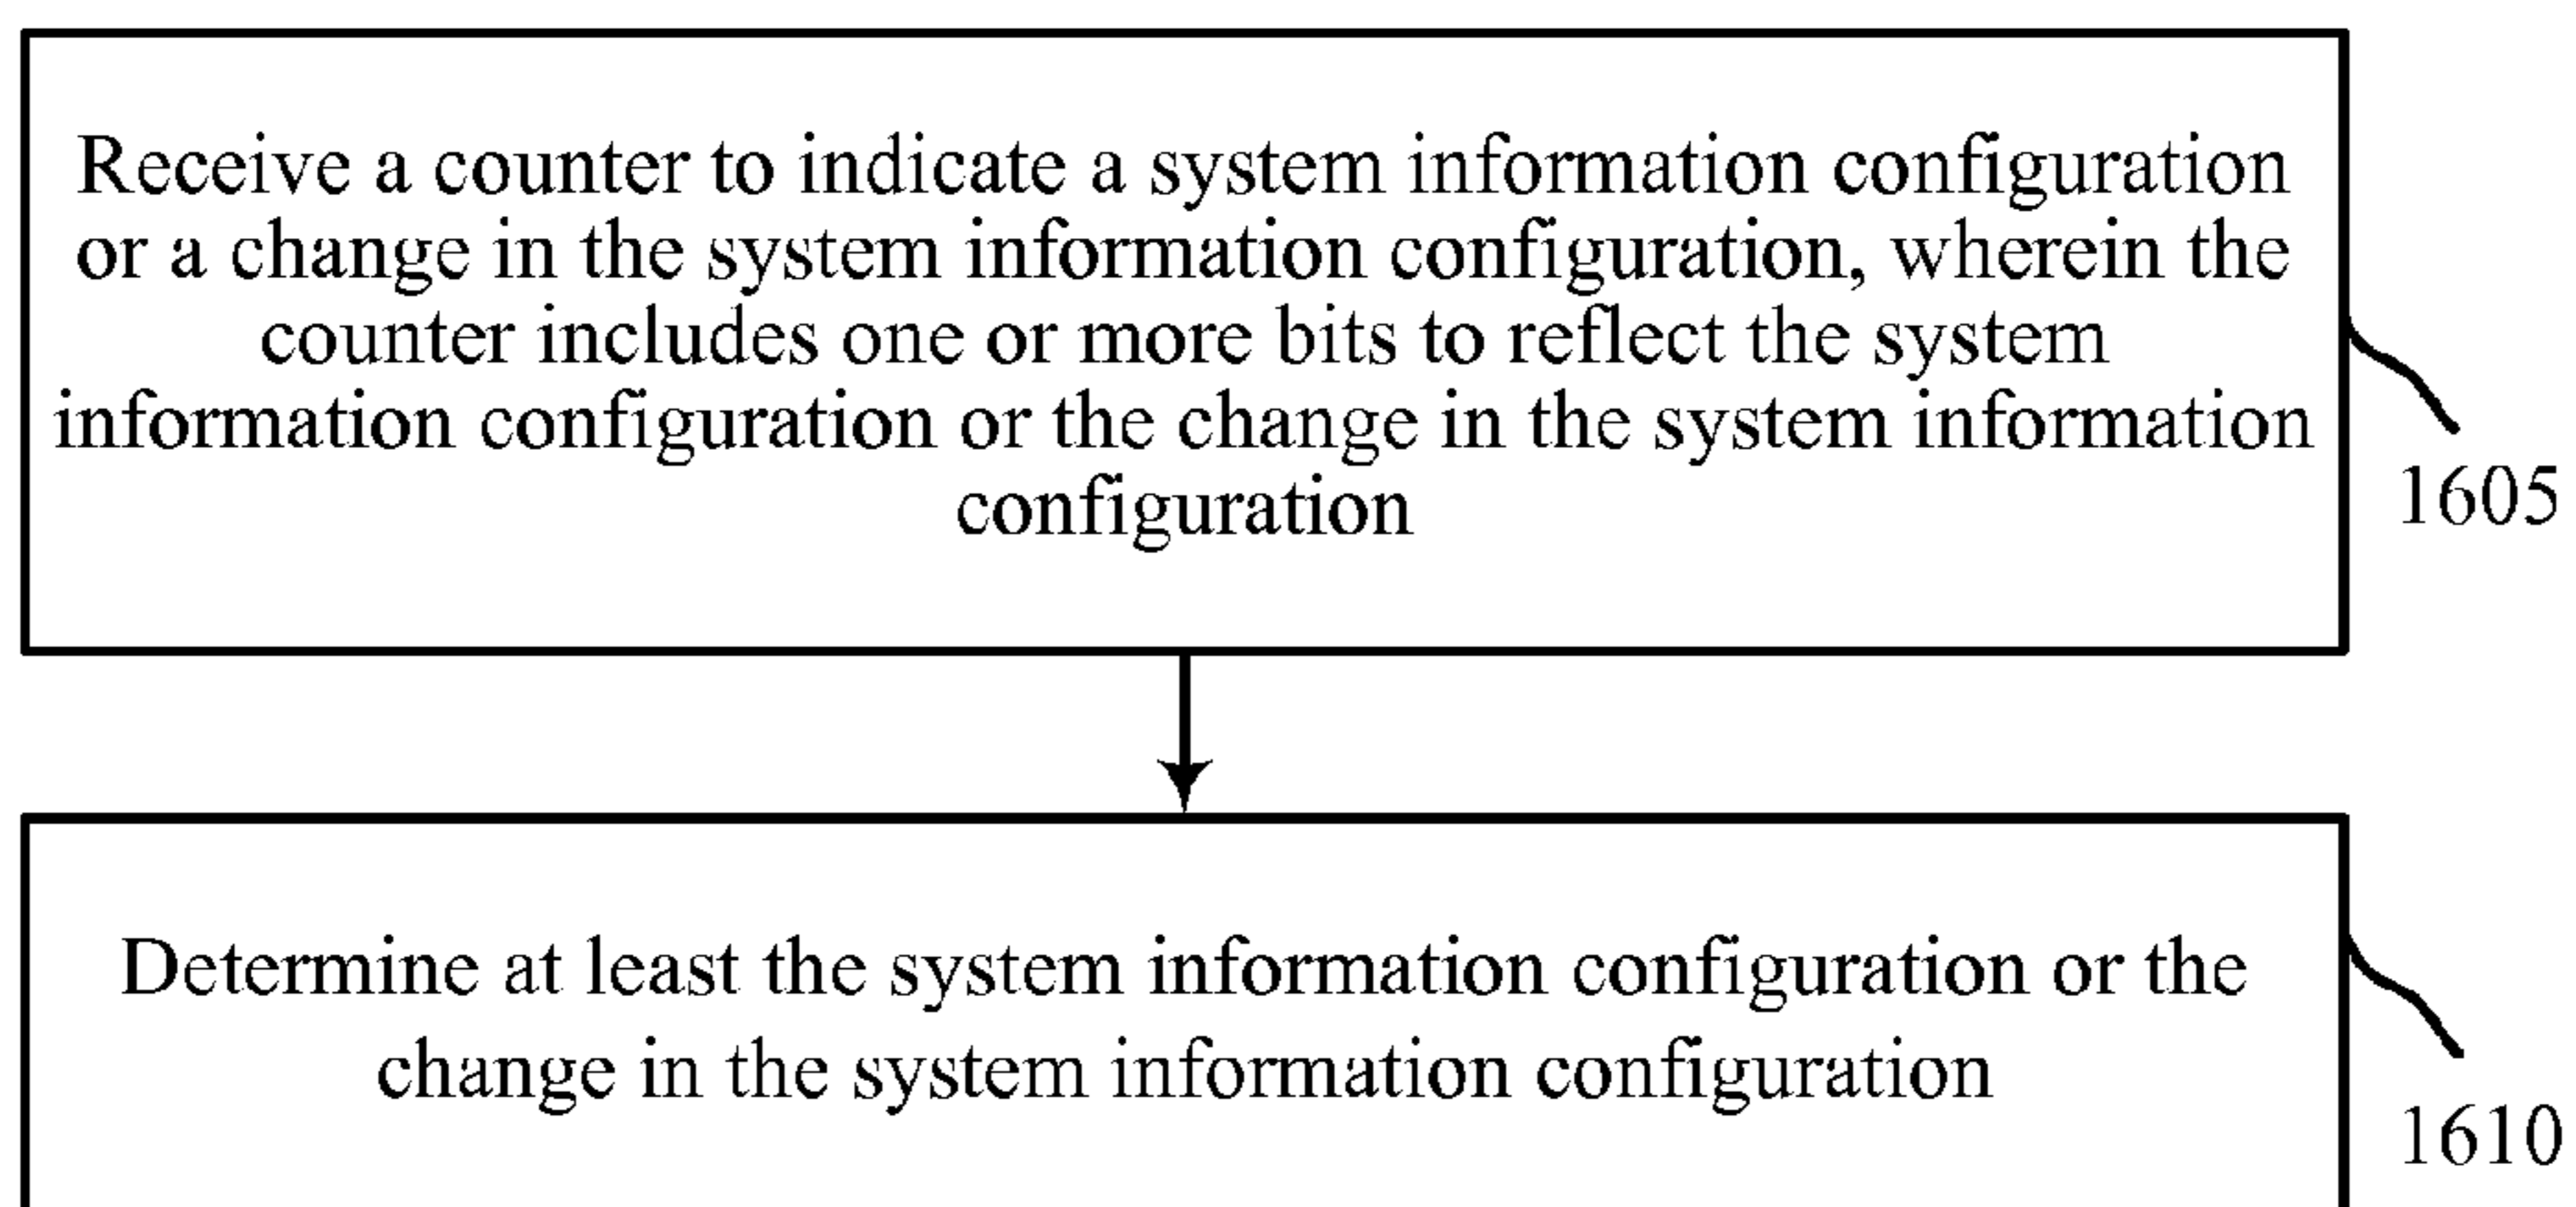 Receive a counter to indicate a system information configuration
or a change in the system information configuration, wherein the
counter includes one or more bits to reflect the system
information configuration or the change in the system information
configuration
1605
Determine at least the system information configuration or the
change in the system information configuration
1610